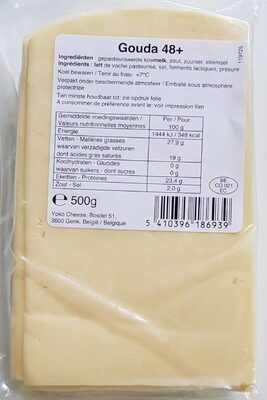 Gouda 48+
119725
Ingrediënten : gepasteuriseerde koemelk, zout, zuursel, stremsel
Ingrédients : lait de vache pasteurisé, sel, ferments lactiques, présure
Koel bewaren / Tenir au frais: <7°C
Verpakt onder beschermende atmosfeer / Emballé sous atmosphère
protectrice
Ten minste houdbaar tot: zie opdruk folie
A consommer de préférence avant le: voir impression film
Gemiddelde voedingswaarden /
Valeurs nutritionnelles moyennes
Per / Pour
100 g
Energie
1444 kJ / 348 kcal
Vetten - Matières grasses
27,9 g
waarvan verzadigde vetzuren
dont acides gras saturés
19 g
Koolhydraten - Glucides
0 g
waarvan suikers - dont sucres
0 g
Eiwitten - Protéines
23,4 g
Zout - Sel
2,0 g
℮ 500g
Yoko Cheese, Bosdel 51,
3600 Genk, België / Belgique
5 410396 186939
BE
CO 021
EC